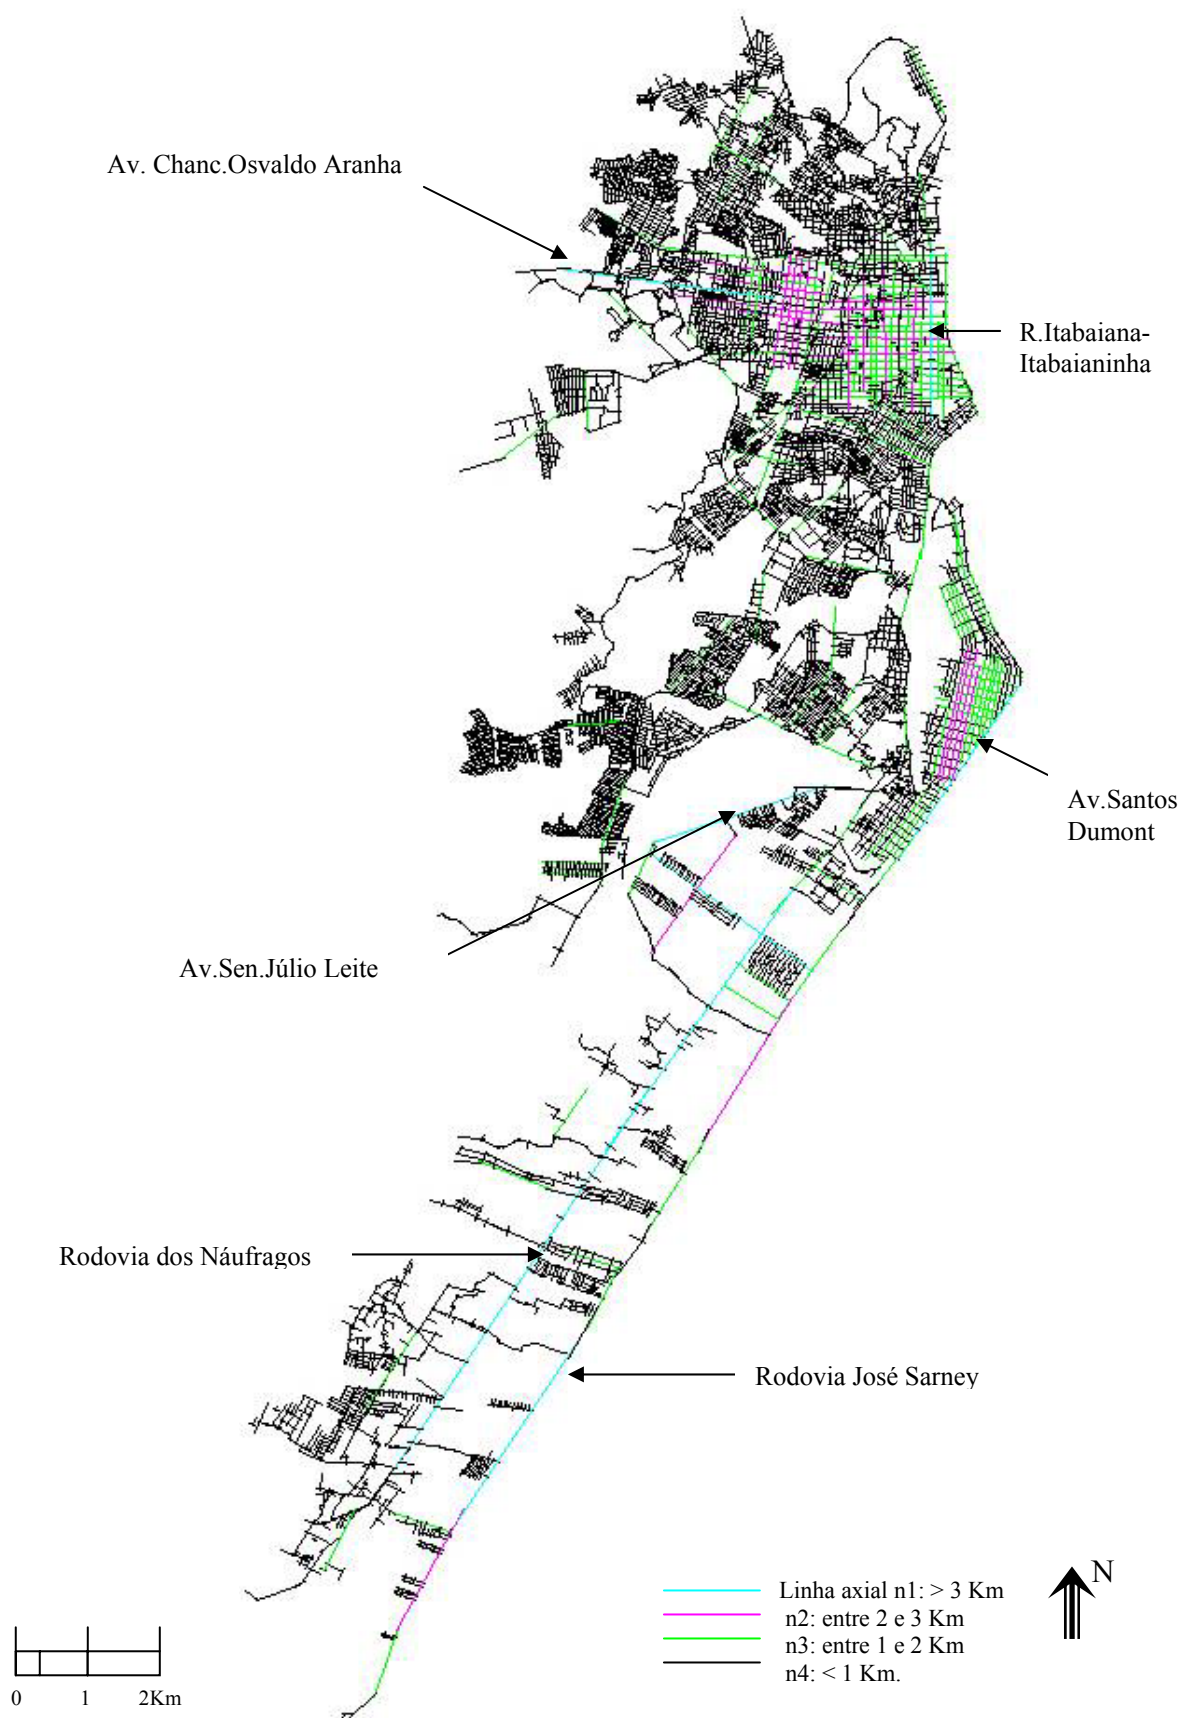 Av. Chanc.Osvaldo Aranha
R.Itabaiana-
Itabaianinha
Av.Santos
Dumont
Av.Sen.Júlio Leite
Rodovia dos Náufragos
Rodovia José Sarney
Linha axial n1: > 3 Km
n2: entre 2 e 3 Km
n3: entre 1 e 2 Km
n4: < 1 Km.
N
0 1 2Km